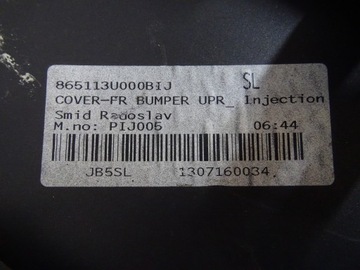 865113U000BIJ SL
COVER-FR BUMPER UPR_ Injection
Smid Radoslav
M.no: PIJ005 06:44
JB5SL 1307160034